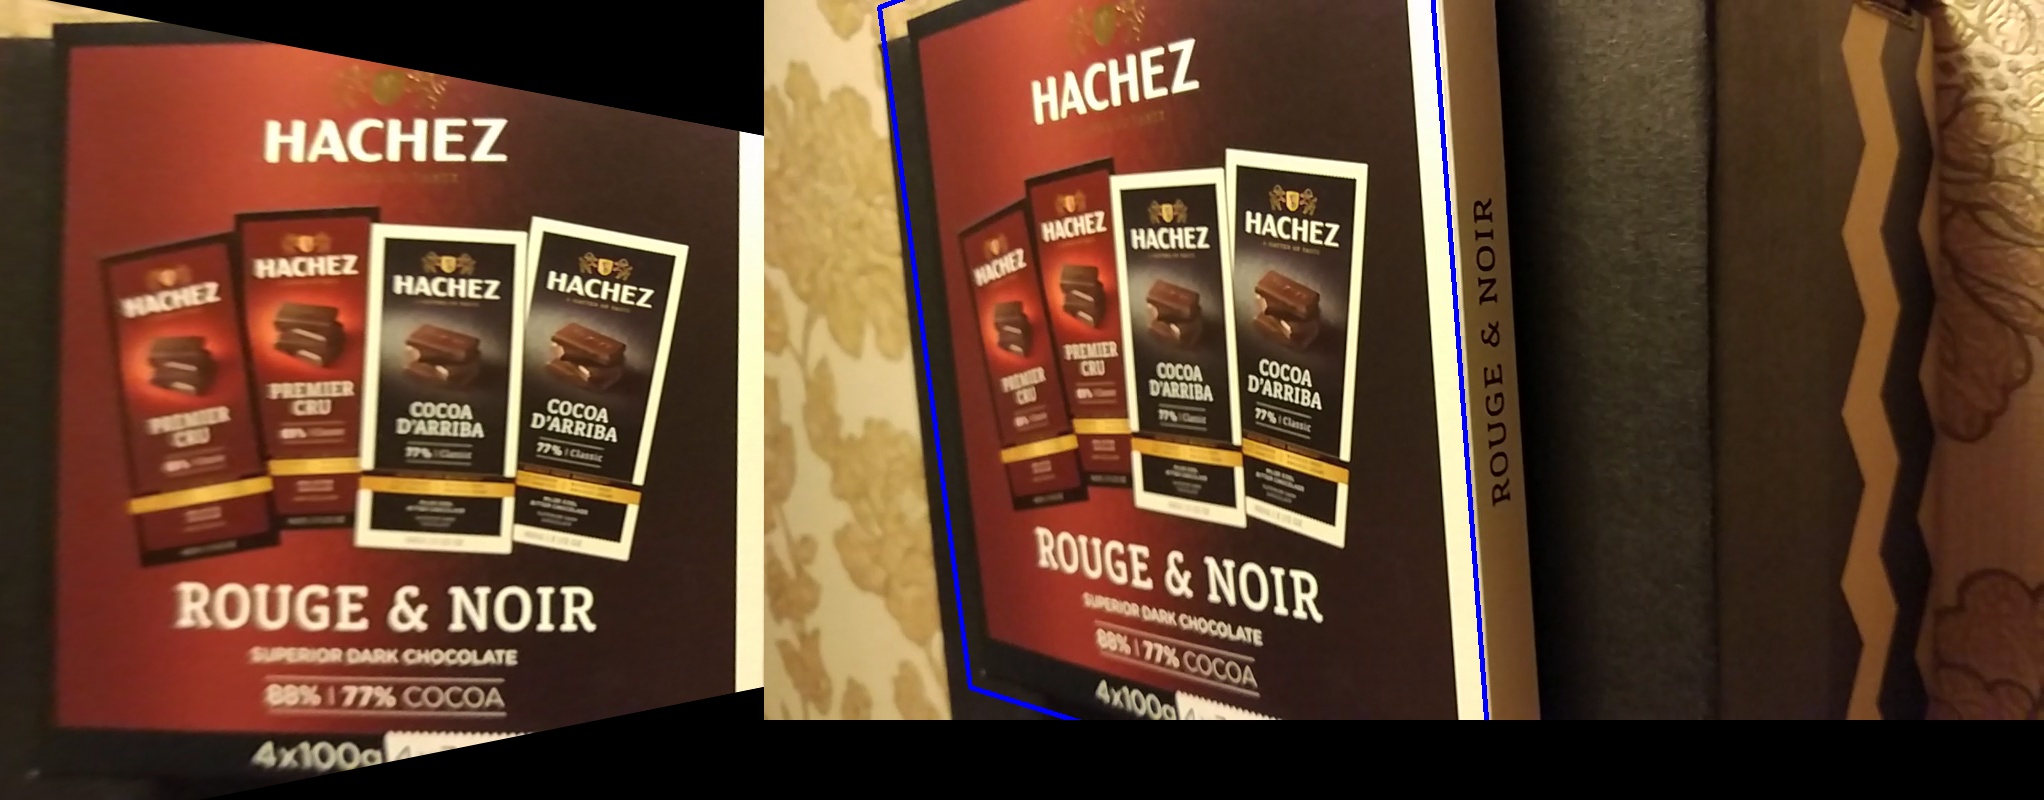 HACHEZ
HACHEZ
PREMIER
CRU
HACHEZ
PREMIER
CRU
HACHEZ
COCOA
D'ARRIBA
77% | Classic
HACHEZ
COCOA
D'ARRIBA
77% | Classic
ROUGE & NOIR
SUPERIOR DARK CHOCOLATE
88% | 77% COCOA
4x100g
HACHEZ
HACHEZ
PREMIER
CRU
HACHEZ
PREMIER
CRU
HACHEZ
COCOA
D'ARRIBA
77% | Classic
HACHEZ
COCOA
D'ARRIBA
77% | Classic
ROUGE & NOIR
SUPERIOR DARK CHOCOLATE
88% | 77% COCOA
4x100g
ROUGE & NOIR